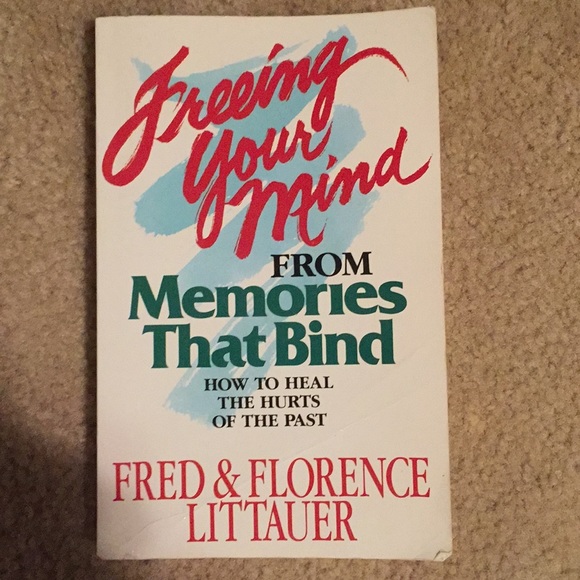 Freeing
Your
Mind
FROM
Memories
That Bind
HOW TO HEAL
THE HURTS
OF THE PAST
FRED & FLORENCE
LITTAUER